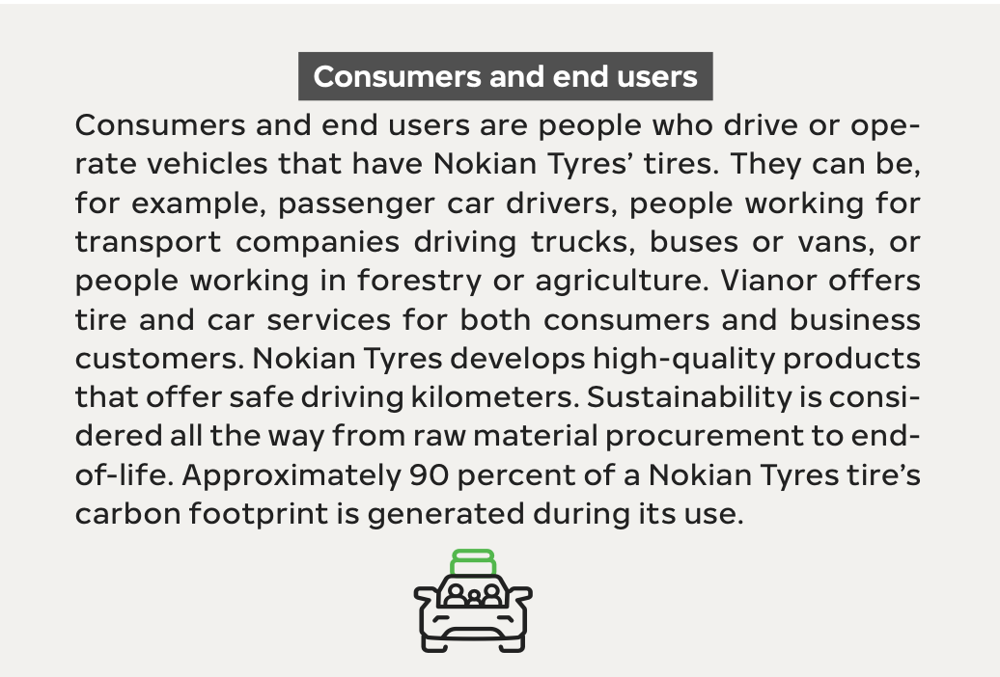 Consumers and end users
Consumers and end users are people who drive or ope-
rate vehicles that have Nokian Tyres’ tires. They can be,
for example, passenger car drivers, people working for
transport companies driving trucks, buses or vans, or
people working in forestry or agriculture. Vianor offers
tire and car services for both consumers and business
customers. Nokian Tyres develops high-quality products
that offer safe driving kilometers. Sustainability is consi-
dered all the way from raw material procurement to end-
of-life. Approximately 90 percent of a Nokian Tyres tire’s
carbon footprint is generated during its use.